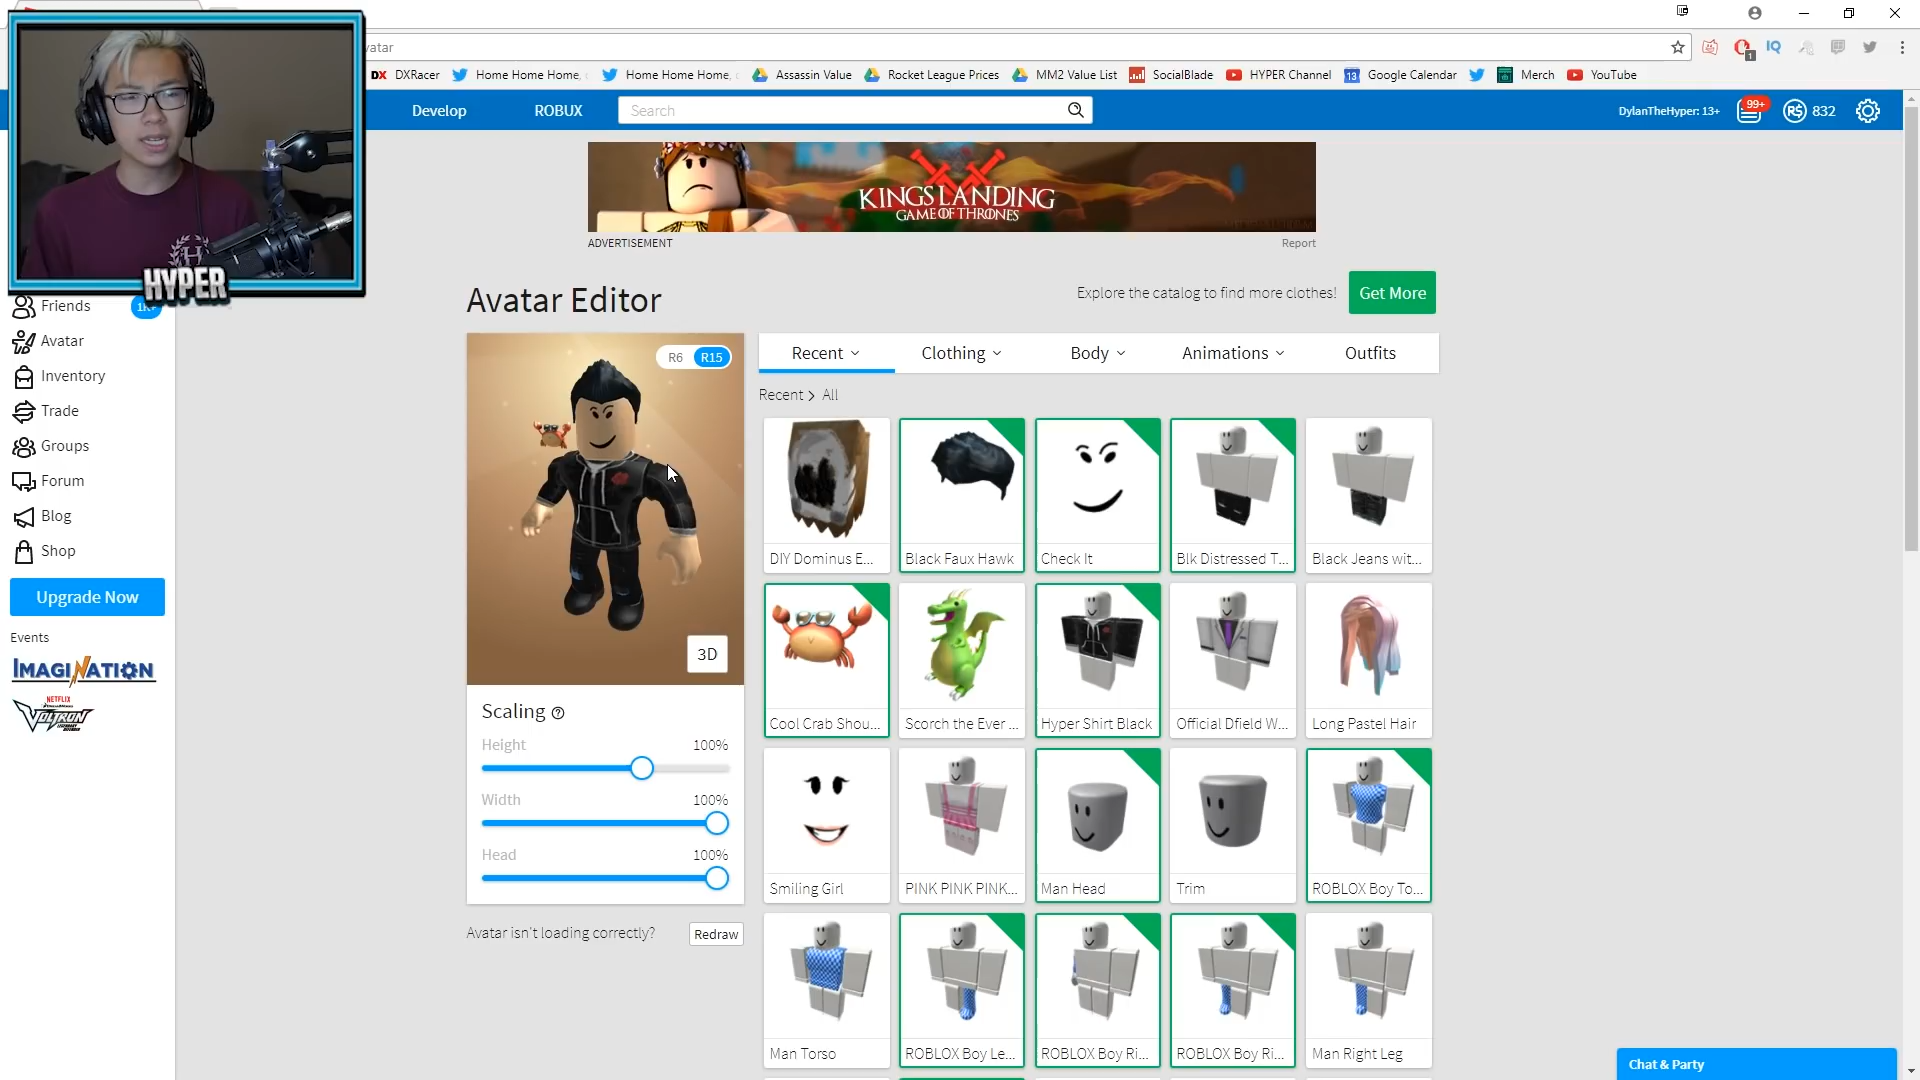 vatar
DXRacer
Home Home Home,
Home Home Home,
Assassin Value
Rocket League Prices
MM2 Value List
SocialBlade
HYPER Channel
13
Google Calendar
Merch
YouTube
IQ
1
Develop
ROBUX
Search
DylanTheHyper: 13+
99+
R$
832
KINGS LANDING
GAME OF THRONES
ADVERTISEMENT
Report
HYPER
Friends
1K+
Avatar
Inventory
Trade
Groups
Forum
Blog
Shop
Upgrade Now
Events
IMAGINATION
NETFLIX
VOLTRON
Avatar Editor
Explore the catalog to find more clothes!
Get More
R6
R15
3D
Scaling
Height
100%
Width
100%
Head
100%
Avatar isn't loading correctly?
Redraw
Recent
Clothing
Body
Animations
Outfits
Recent > All
DIY Dominus E...
Black Faux Hawk
Check It
Blk Distressed T...
Black Jeans wit...
Cool Crab Shou...
Scorch the Ever ...
Hyper Shirt Black
Official Dfield W...
Long Pastel Hair
Smiling Girl
PINK PINK PINK...
Man Head
Trim
ROBLOX Boy To...
Man Torso
ROBLOX Boy Le...
ROBLOX Boy Ri...
ROBLOX Boy Ri...
Man Right Leg
Chat & Party